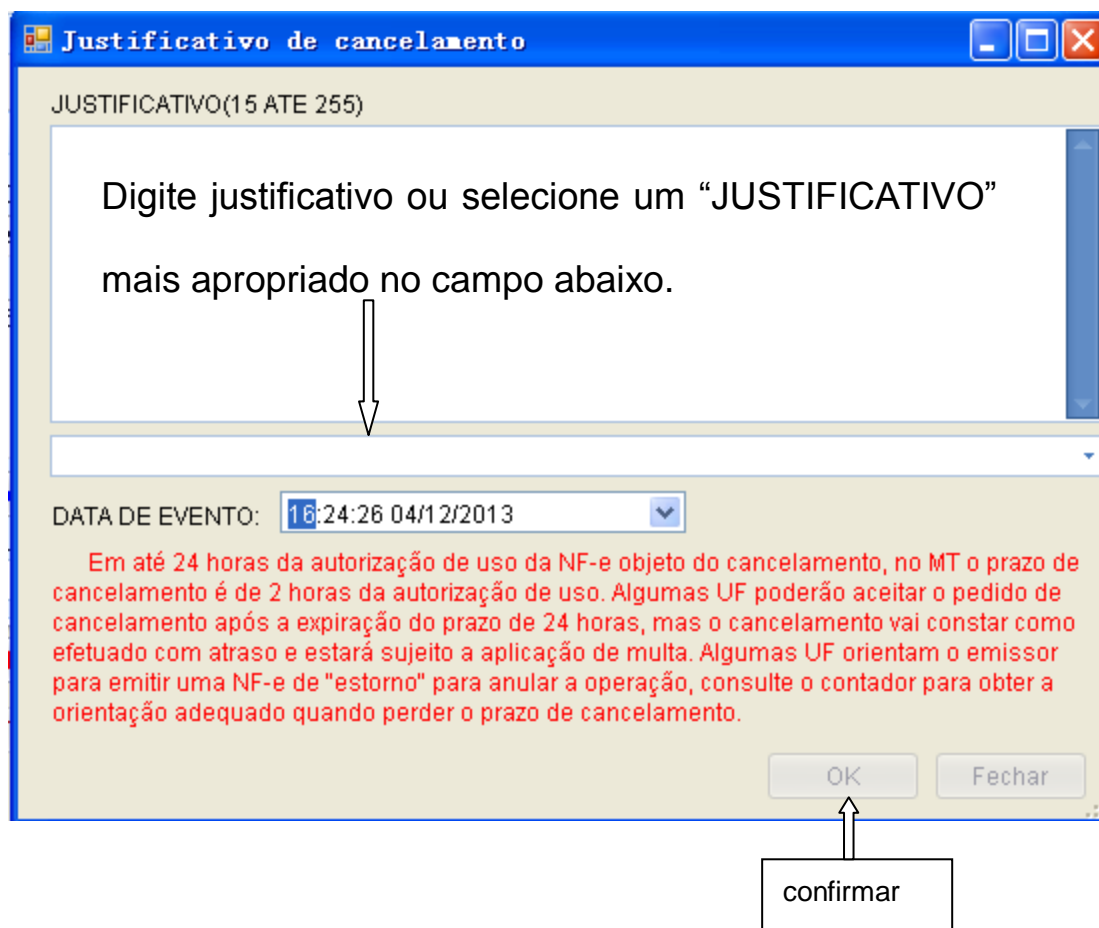 Justificativo de cancelamento
JUSTIFICATIVO(15 ATE 255)
Digite justificativo ou selecione um “JUSTIFICATIVO”
mais apropriado no campo abaixo.
DATA DE EVENTO: 16:24:26 04/12/2013
Em até 24 horas da autorização de uso da NF-e objeto do cancelamento, no MT o prazo de
cancelamento é de 2 horas da autorização de uso. Algumas UF poderão aceitar o pedido de
cancelamento após a expiração do prazo de 24 horas, mas o cancelamento vai constar como
efetuado com atraso e estará sujeito a aplicação de multa. Algumas UF orientam o emissor
para emitir uma NF-e de "estorno" para anular a operação, consulte o contador para obter a
orientação adequado quando perder o prazo de cancelamento.
OK Fechar
confirmar